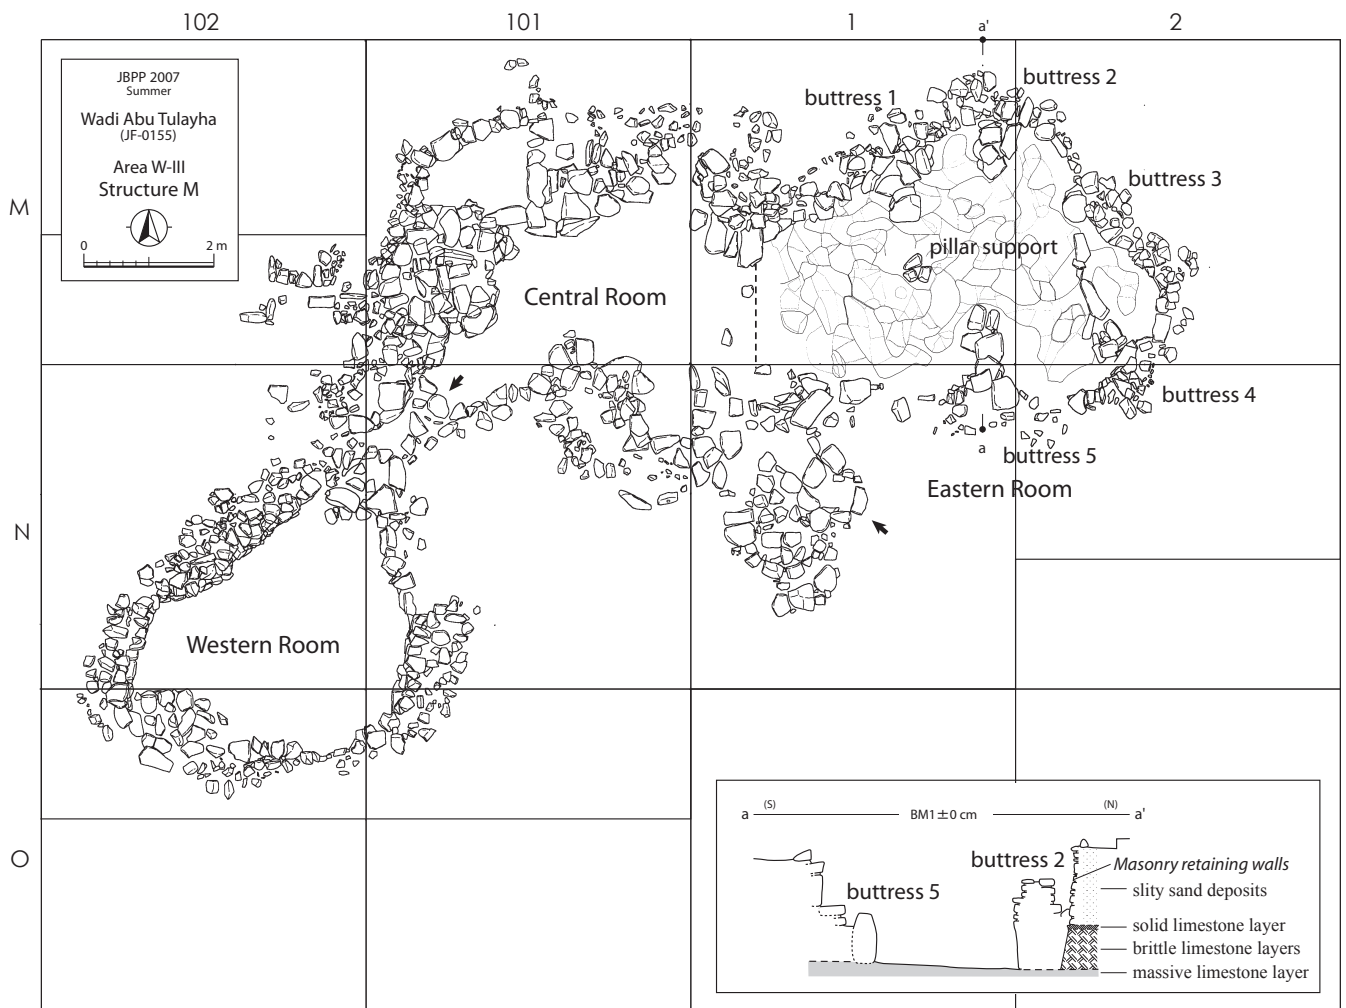 102 101 1 2
a'
JBPP 2007
Summer
Wadi Abu Tulayha
(JF-0155)
Area W-III
Structure M
0 2 m
buttress 1
buttress 2
buttress 3
M
pillar support
Central Room
buttress 4
a
buttress 5
Eastern Room
N
Western Room
O
a (S) BM1±0 cm (N) a'
buttress 2
buttress 5
Masonry retaining walls
slity sand deposits
solid limestone layer
brittle limestone layers
massive limestone layer